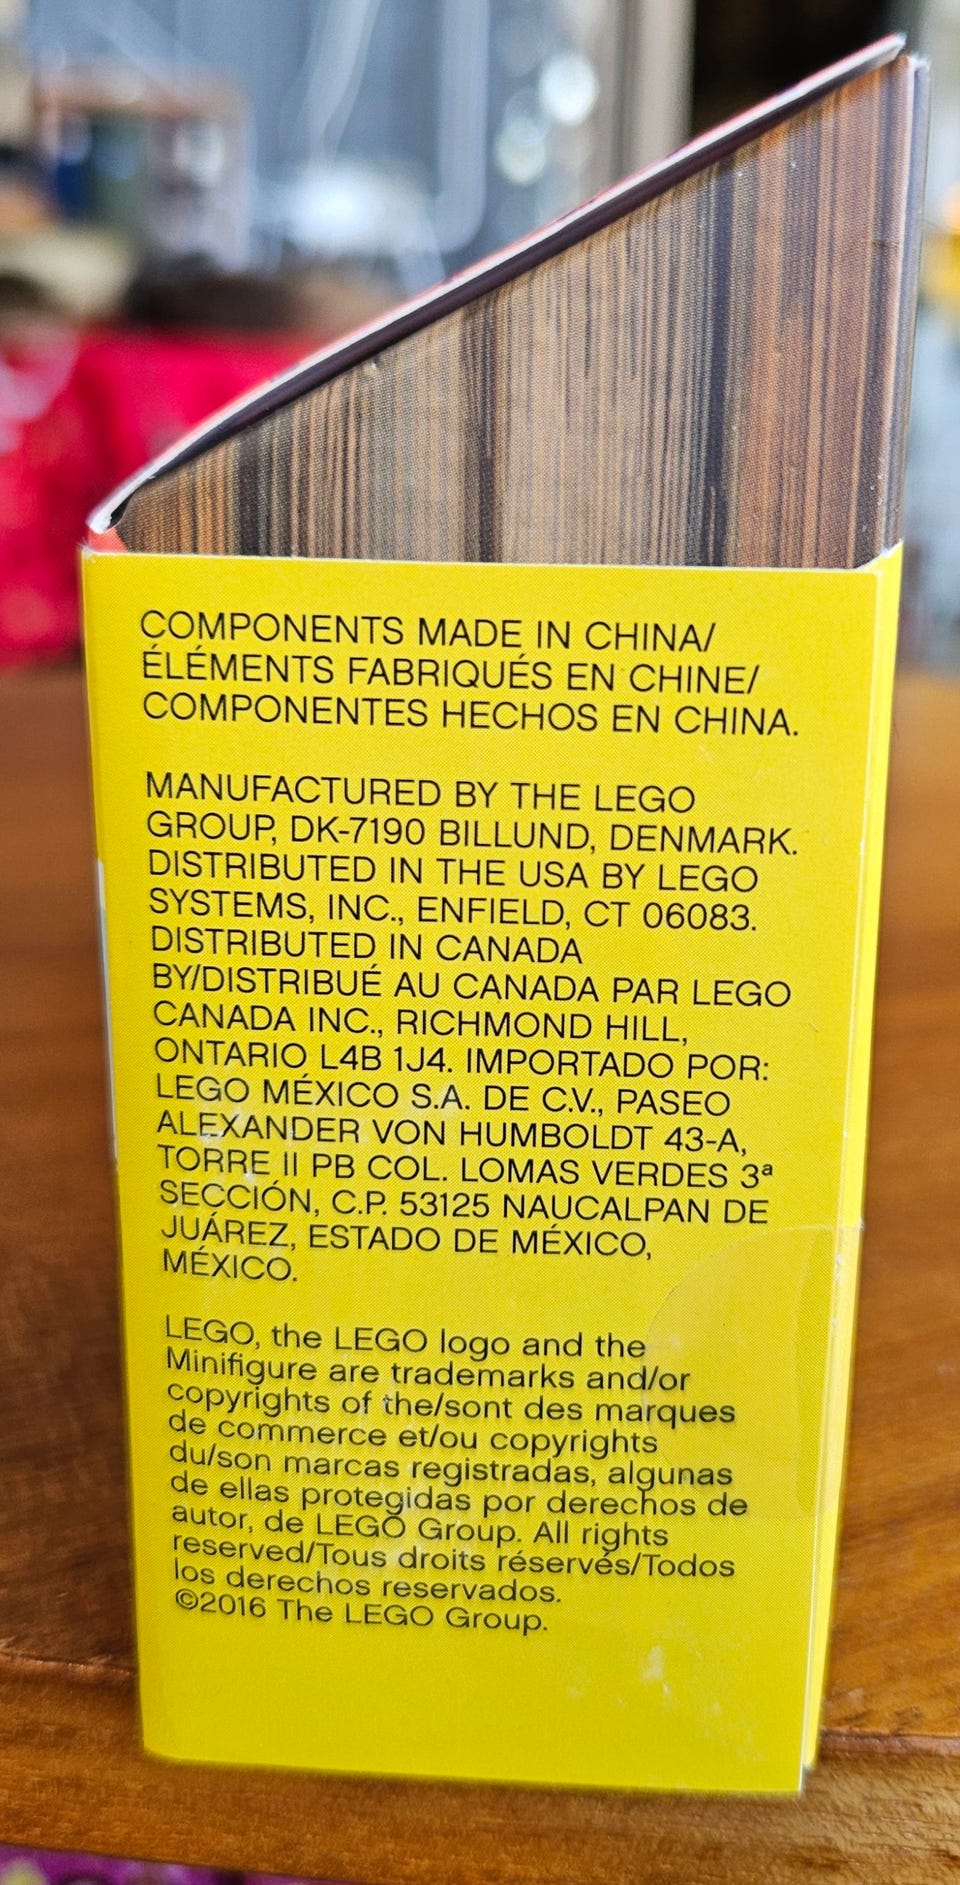 COMPONENTS MADE IN CHINA/
ÉLÉMENTS FABRIQUÉS EN CHINE/
COMPONENTES HECHOS EN CHINA.
MANUFACTURED BY THE LEGO
GROUP, DK-7190 BILLUND, DENMARK.
DISTRIBUTED IN THE USA BY LEGO
SYSTEMS, INC., ENFIELD, CT 06083.
DISTRIBUTED IN CANADA
BY/DISTRIBUÉ AU CANADA PAR LEGO
CANADA INC., RICHMOND HILL,
ONTARIO L4B 1J4. IMPORTADO POR:
LEGO MÉXICO S.A. DE C.V., PASEO
ALEXANDER VON HUMBOLDT 43-A,
TORRE II PB COL. LOMAS VERDES 3ª
SECCIÓN, C.P. 53125 NAUCALPAN DE
JUÁREZ, ESTADO DE MÉXICO,
MÉXICO.
LEGO, the LEGO logo and the
Minifigure are trademarks and/or
copyrights of the/sont des marques
de commerce et/ou copyrights
du/son marcas registradas, algunas
de ellas protegidas por derechos de
autor, de LEGO Group. All rights
reserved/Tous droits réservés/Todos
los derechos reservados.
©2016 The LEGO Group.